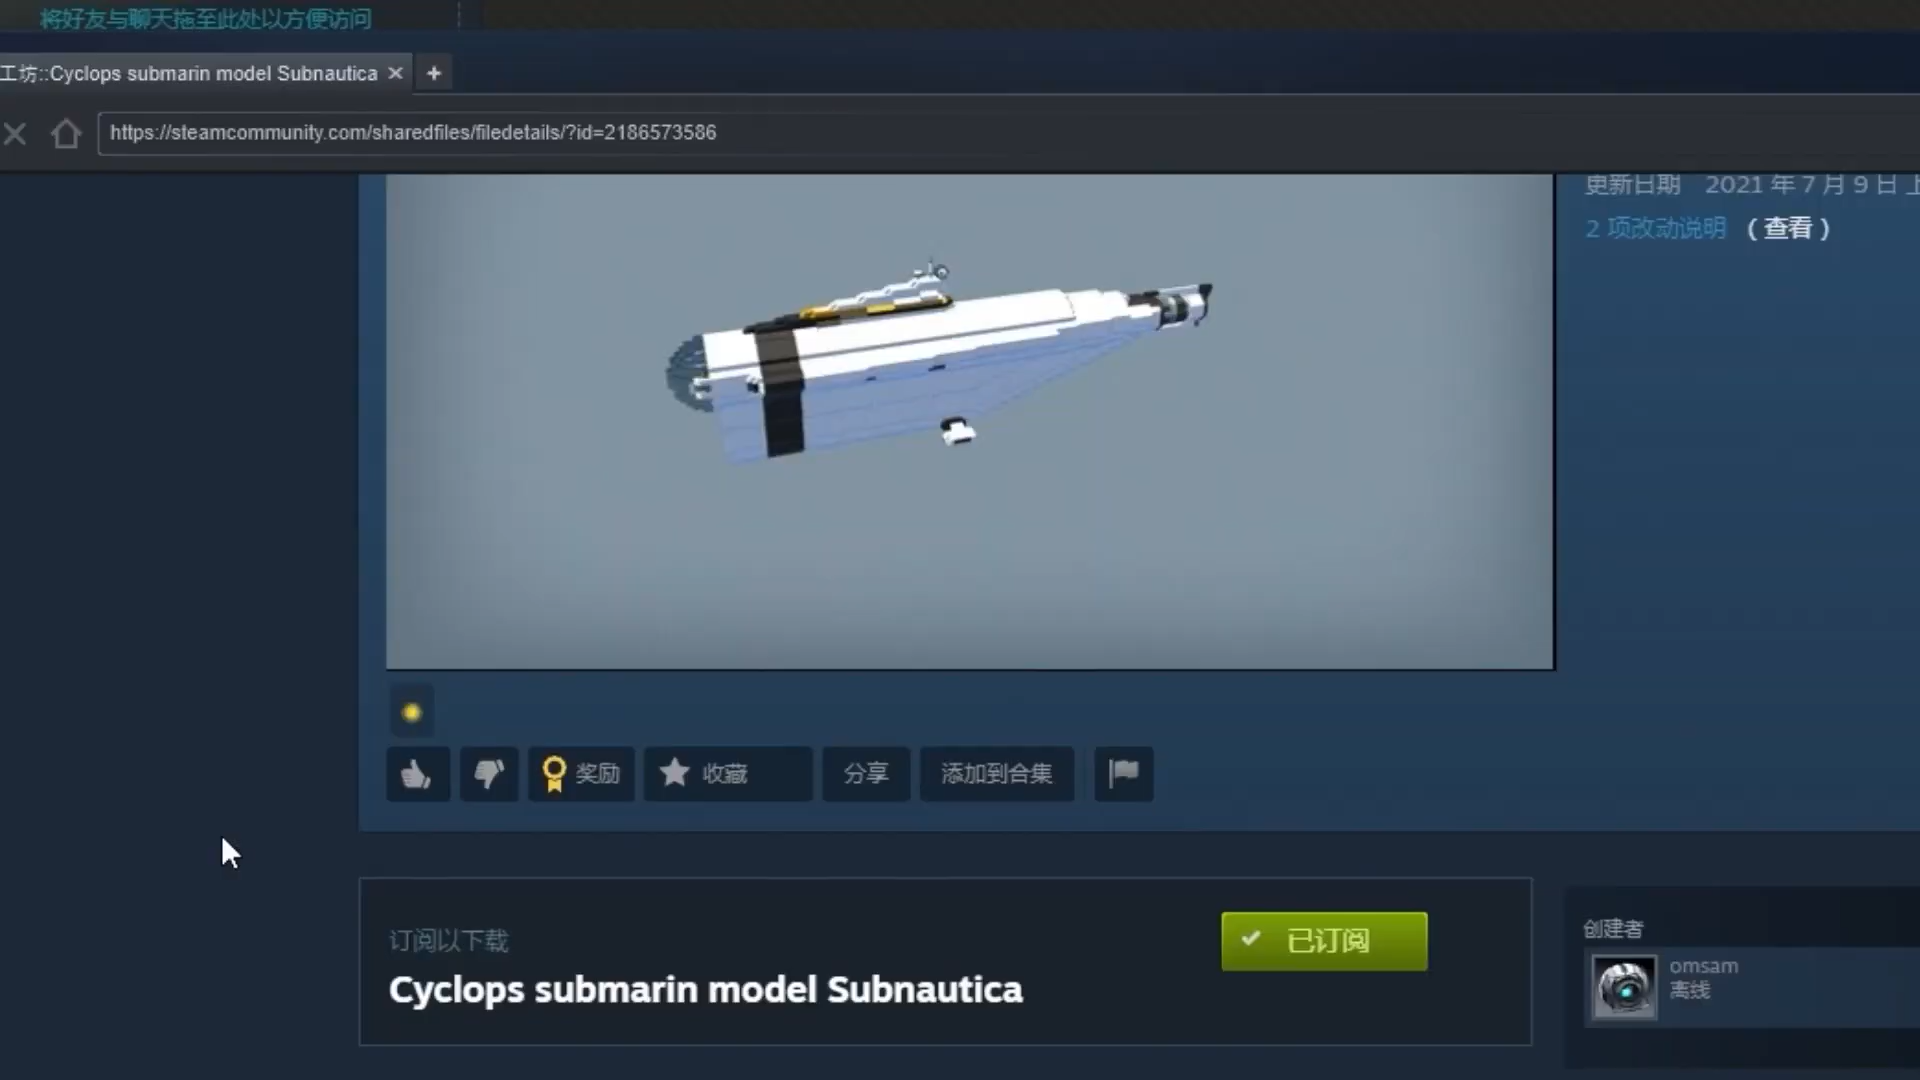 将好友与聊天拖至此处以方便访问
工坊::Cyclops submarin model Subnautica
https://steamcommunity.com/sharedfiles/filedetails/?id=2186573586
更新日期 2021 年 7 月 9 日 上
2 项改动说明 ( 查看 )
奖励 收藏 分享 添加到合集
订阅以下载
已订阅
Cyclops submarin model Subnautica
创建者
omsam
离线